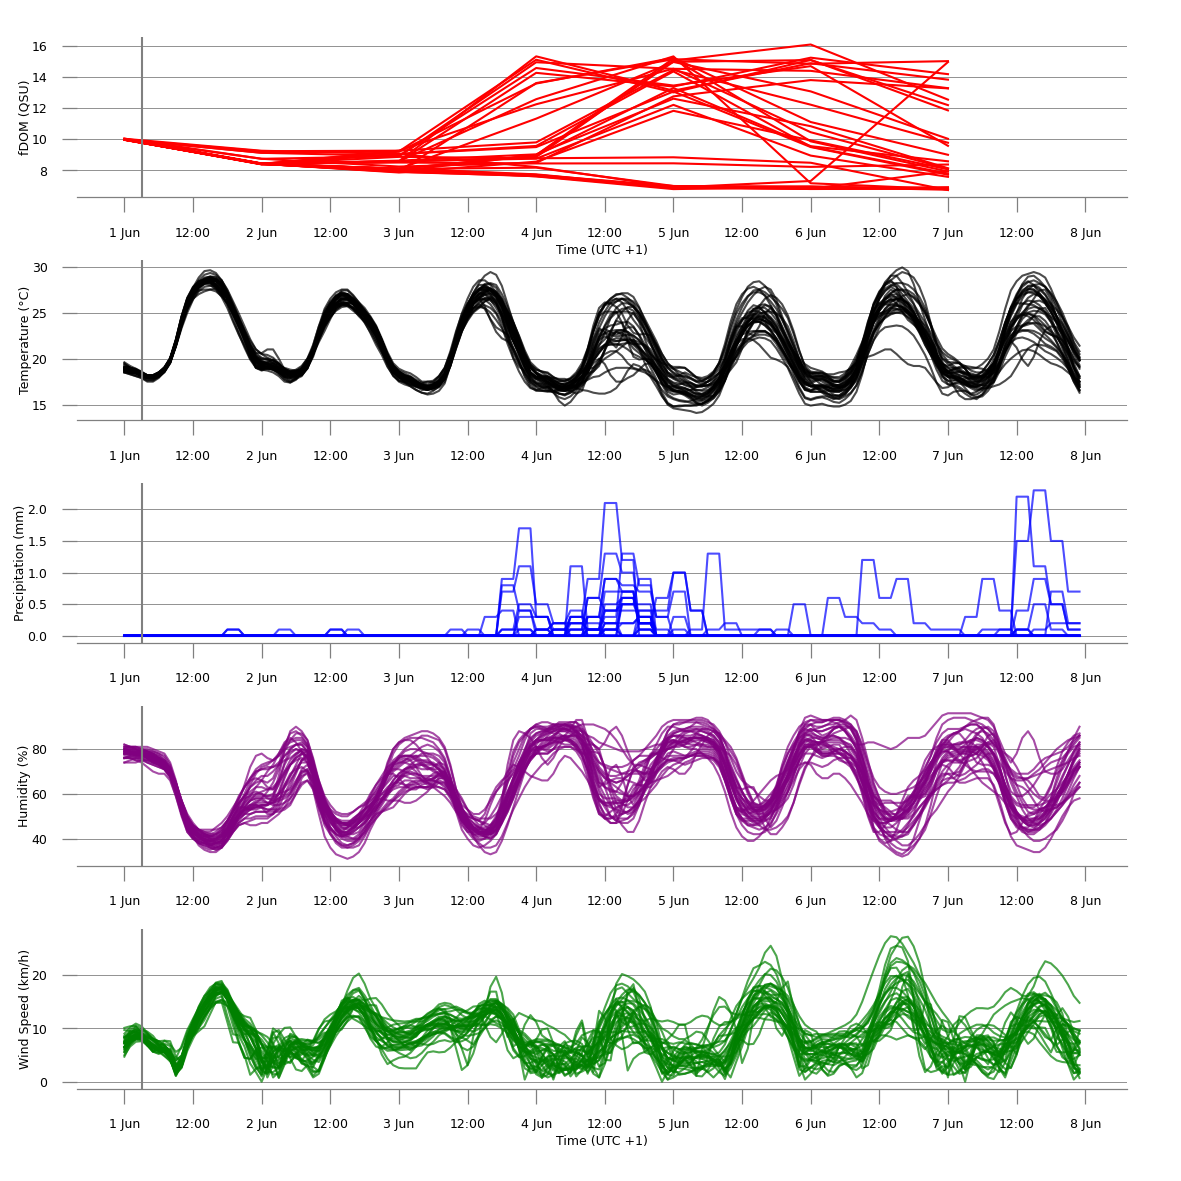 fDOM (QSU)
16
14
12
10
8
1 Jun 12:00 2 Jun 12:00 3 Jun 12:00 4 Jun 12:00 5 Jun 12:00 6 Jun 12:00 7 Jun 12:00 8 Jun
Time (UTC +1)
Temperature (°C)
30
25
20
15
1 Jun 12:00 2 Jun 12:00 3 Jun 12:00 4 Jun 12:00 5 Jun 12:00 6 Jun 12:00 7 Jun 12:00 8 Jun
Precipitation (mm)
2.0
1.5
1.0
0.5
0.0
1 Jun 12:00 2 Jun 12:00 3 Jun 12:00 4 Jun 12:00 5 Jun 12:00 6 Jun 12:00 7 Jun 12:00 8 Jun
Humidity (%)
80
60
40
1 Jun 12:00 2 Jun 12:00 3 Jun 12:00 4 Jun 12:00 5 Jun 12:00 6 Jun 12:00 7 Jun 12:00 8 Jun
Wind Speed (km/h)
20
10
0
1 Jun 12:00 2 Jun 12:00 3 Jun 12:00 4 Jun 12:00 5 Jun 12:00 6 Jun 12:00 7 Jun 12:00 8 Jun
Time (UTC +1)